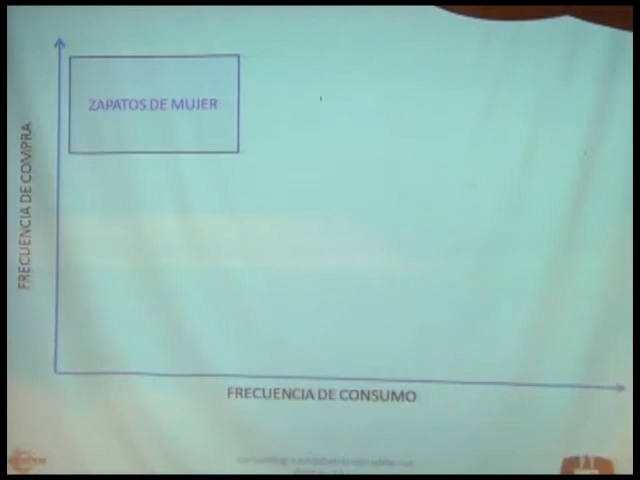 ZAPATOS DE MUJER
FRECUENCIA DE COMPRA
FRECUENCIA DE CONSUMO